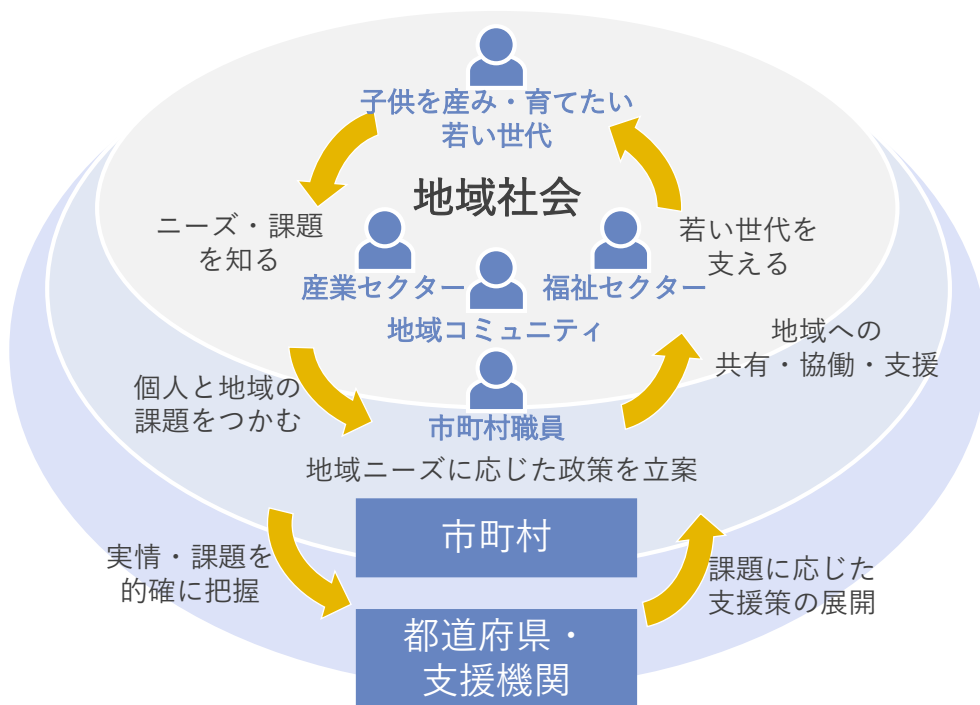 子供を産み・育てたい
若い世代
地域社会
ニーズ・課題
を知る
若い世代を
支える
産業セクター
福祉セクター
地域コミュニティ
地域への
共有・協働・支援
個人と地域の
課題をつかむ
市町村職員
地域ニーズに応じた政策を立案
市町村
実情・課題を
的確に把握
課題に応じた
支援策の展開
都道府県・
支援機関